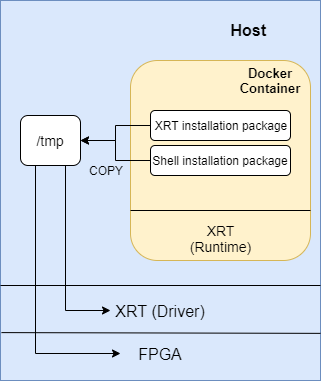 Host
Docker
Container
XRT installation package
/tmp
Shell installation package
COPY
XRT
(Runtime)
XRT (Driver)
FPGA